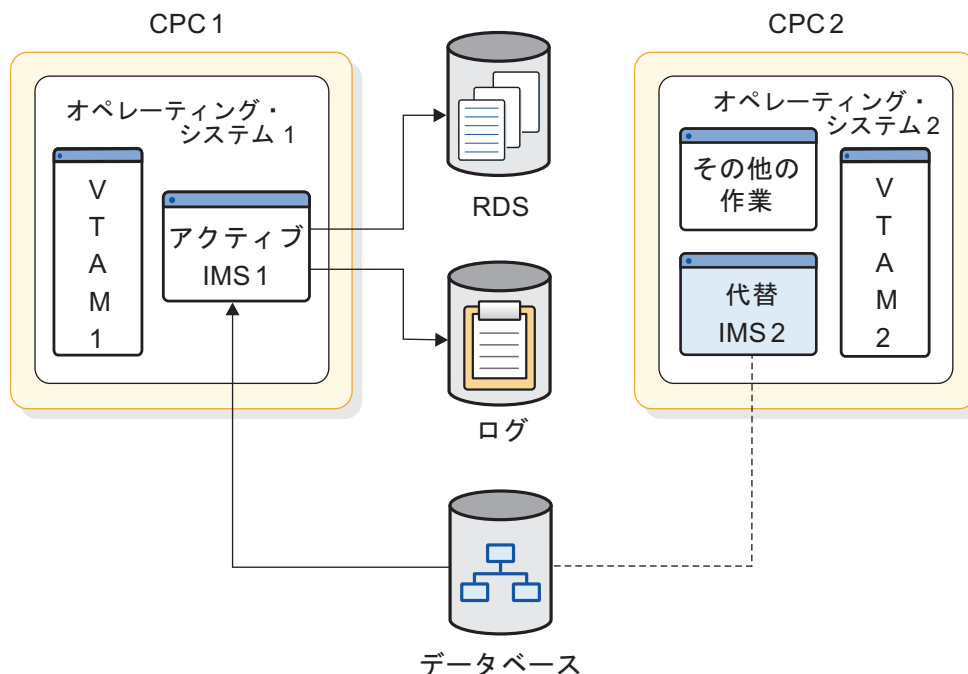 CPC 1
オペレーティング・
システム 1
VTAM1
アクティブ
IMS 1
RDS
ログ
データベース
CPC 2
オペレーティング・
システム 2
その他の
作業
代替
IMS 2
VTAM2